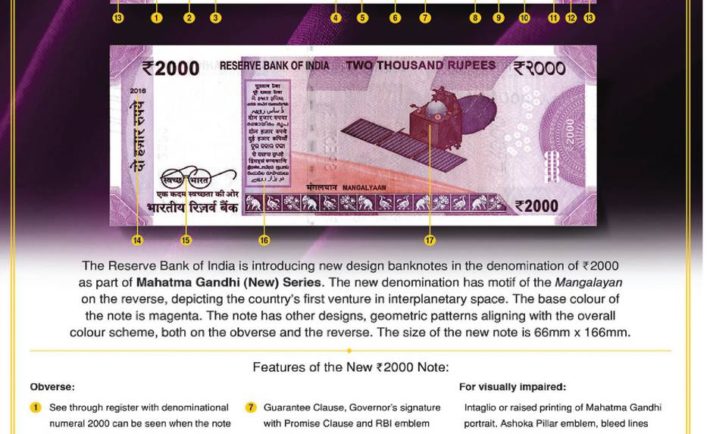 13 1 2 3 4 5 6 7 8 9 10 11 12 13
₹2000 RESERVE BANK OF INDIA TWO THOUSAND RUPEES ₹२०००
2016
दो हज़ार रुपये
2000
स्वच्छ भारत
एक कदम स्वच्छता की ओर
भारतीय रिज़र्व बैंक
मंगलयान MANGALYAAN
₹2000
14 15 16 17
The Reserve Bank of India is introducing new design banknotes in the denomination of ₹2000
as part of Mahatma Gandhi (New) Series. The new denomination has motif of the Mangalayan
on the reverse, depicting the country's first venture in interplanetary space. The base colour of
the note is magenta. The note has other designs, geometric patterns aligning with the overall
colour scheme, both on the obverse and the reverse. The size of the new note is 66mm x 166mm.
Features of the New ₹2000 Note:
Obverse:
1 See through register with denominational
numeral 2000 can be seen when the note
7 Guarantee Clause, Governor's signature
with Promise Clause and RBI emblem
For visually impaired:
Intaglio or raised printing of Mahatma Gandhi
portrait, Ashoka Pillar emblem, bleed lines